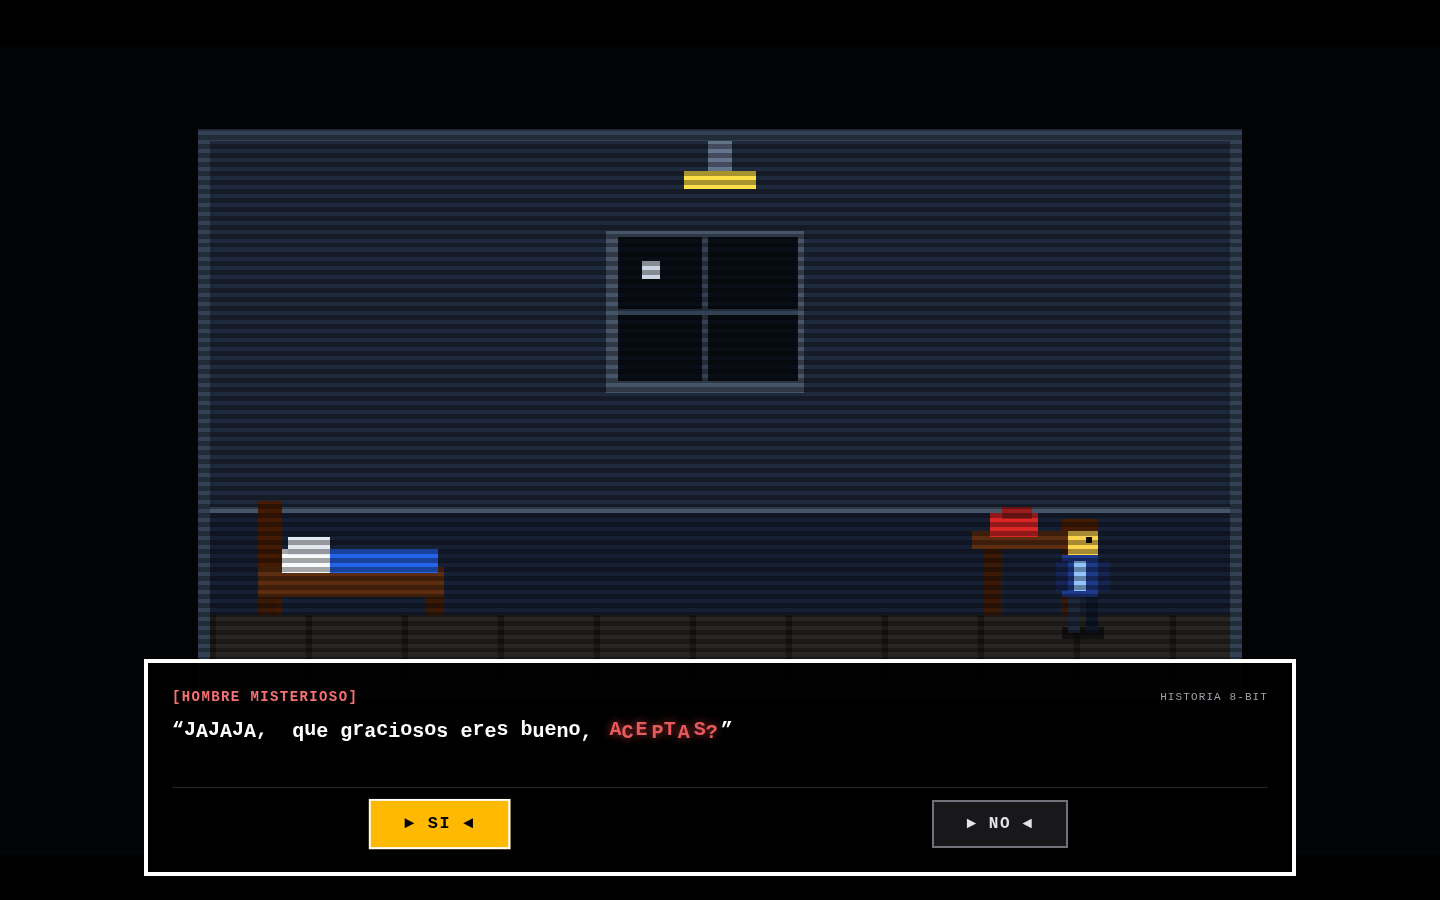 [HOMBRE MISTERIOSO]
HISTORIA 8-BIT
“JAJAJA, que graciosos eres bueno, ACEPTAS?”
► SI ◄
► NO ◄